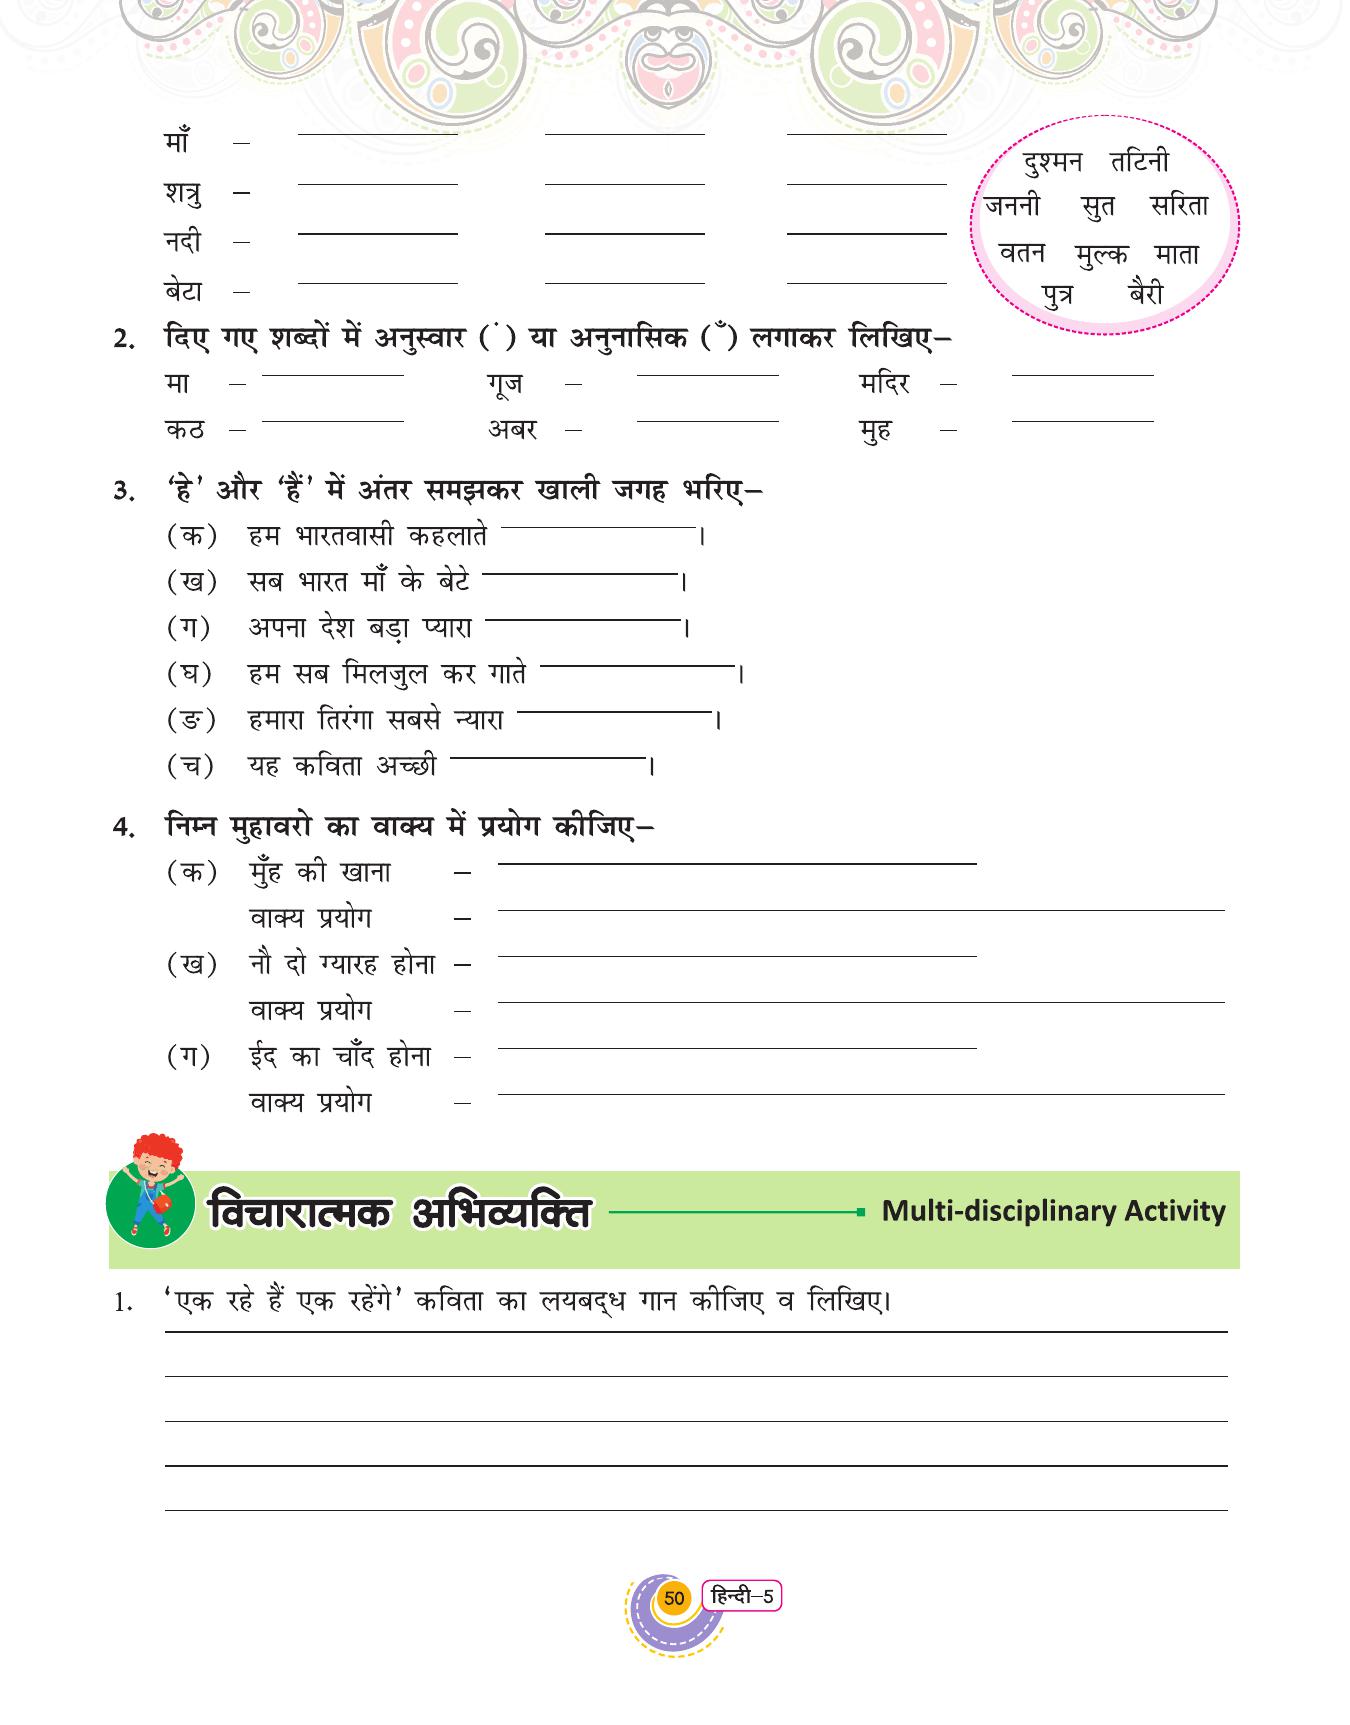 माँ –
शत्रु –
नदी –
बेटा –
दुश्मन तटिनी
जननी सुत सरिता
वतन मुल्क माता
पुत्र बैरी
2. दिए गए शब्दों में अनुस्वार (ं) या अनुनासिक (ँ) लगाकर लिखिए–
मा – गूज – मदिर –
कठ – अबर – मुह –
3. ‘हे’ और ‘हैं’ में अंतर समझकर खाली जगह भरिए–
(क) हम भारतवासी कहलाते ।
(ख) सब भारत माँ के बेटे ।
(ग) अपना देश बड़ा प्यारा ।
(घ) हम सब मिलजुल कर गाते ।
(ङ) हमारा तिरंगा सबसे न्यारा ।
(च) यह कविता अच्छी ।
4. निम्न मुहावरो का वाक्य में प्रयोग कीजिए–
(क) मुँह की खाना –
वाक्य प्रयोग –
(ख) नौ दो ग्यारह होना –
वाक्य प्रयोग –
(ग) ईद का चाँद होना –
वाक्य प्रयोग –
विचारात्मक अभिव्यक्ति Multi-disciplinary Activity
1. ‘एक रहे हैं एक रहेंगे’ कविता का लयबद्ध गान कीजिए व लिखिए।
50 हिन्दी–5